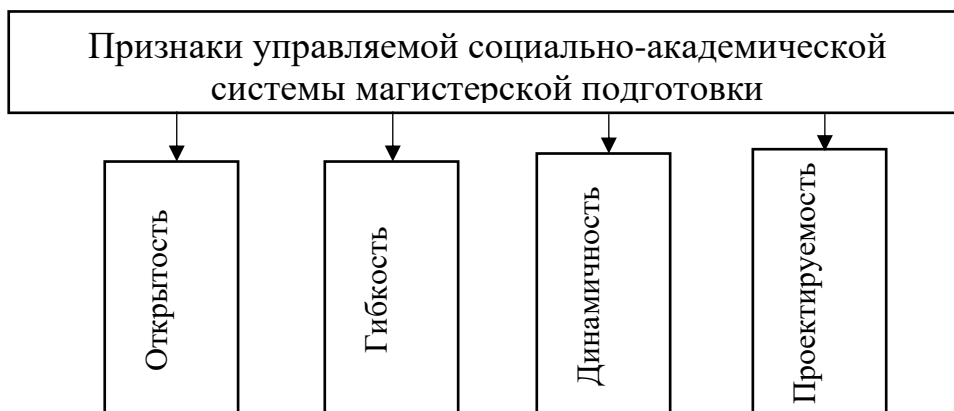 Признаки управляемой социально-академической
системы магистерской подготовки
Открытость
Гибкость
Динамичность
Проектируемость